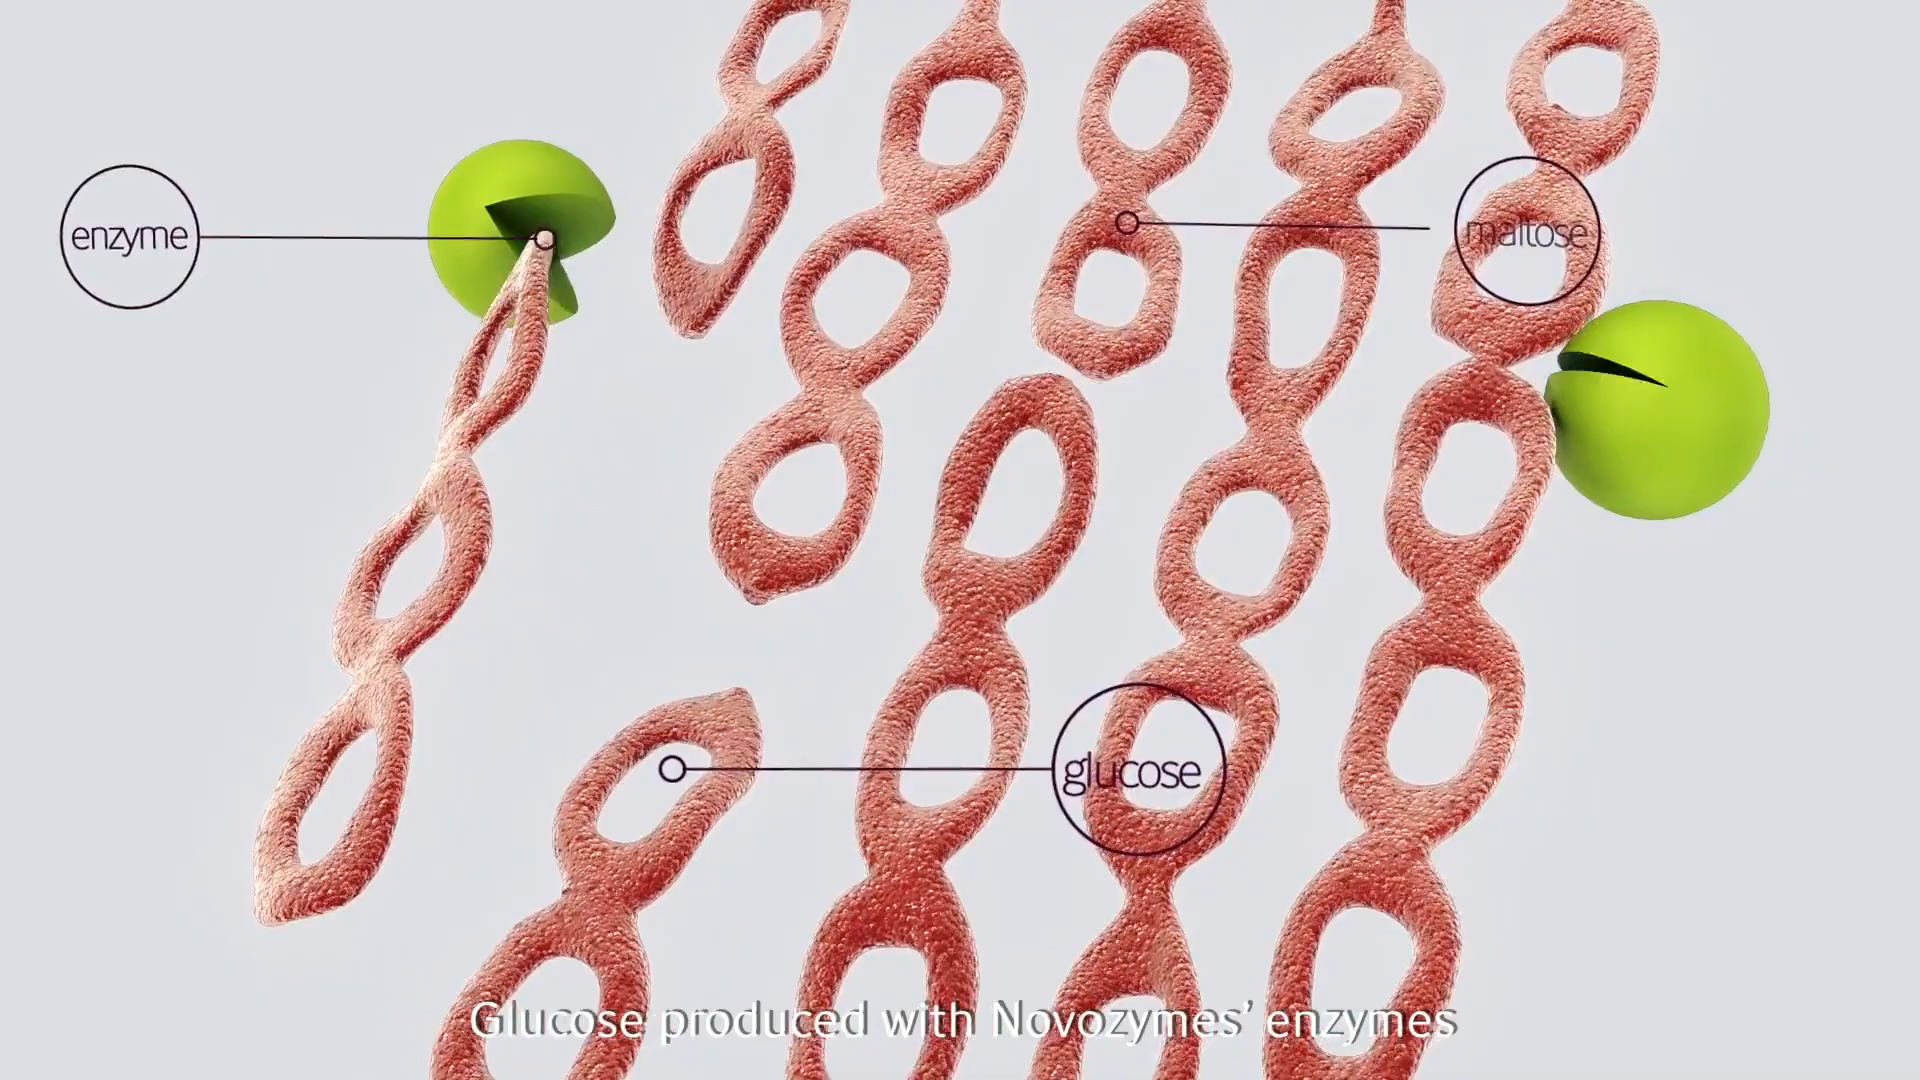 enzyme
maltose
glucose
Glucose produced with Novozymes’ enzymes